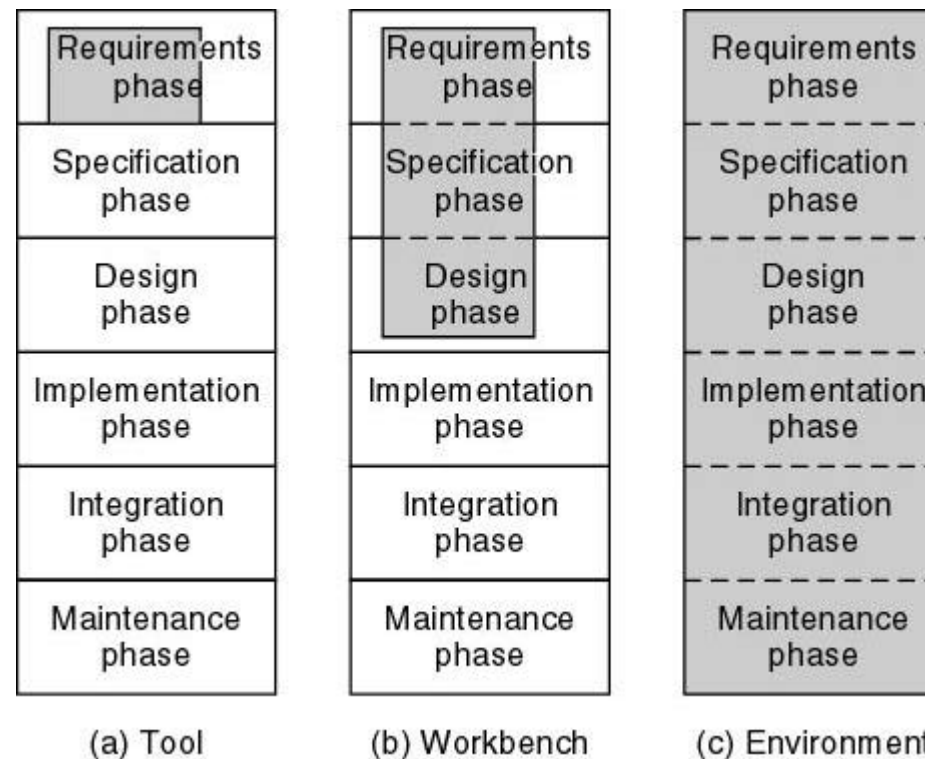 Requirements
phase
Specification
phase
Design
phase
Implementation
phase
Integration
phase
Maintenance
phase
(a) Tool
Requirements
phase
Specification
phase
Design
phase
Implementation
phase
Integration
phase
Maintenance
phase
(b) Workbench
Requirements
phase
Specification
phase
Design
phase
Implementation
phase
Integration
phase
Maintenance
phase
(c) Environment